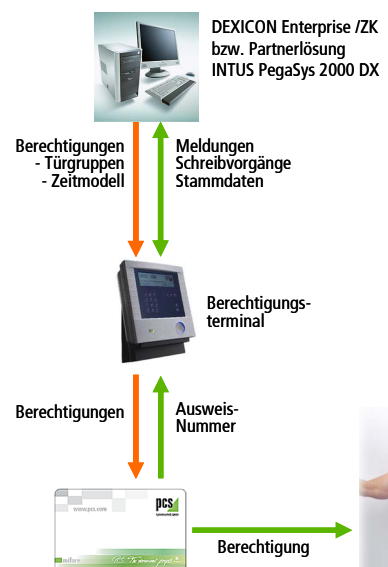 DEXICON Enterprise /ZK
bzw. Partnerlösung
INTUS PegaSys 2000 DX
Berechtigungen
- Türgruppen
- Zeitmodell
Meldungen
Schreibvorgänge
Stammdaten
Berechtigungs-
terminal
Berechtigungen
Ausweis-
Nummer
www.pcs.com
pcs
mifare
Berechtigung